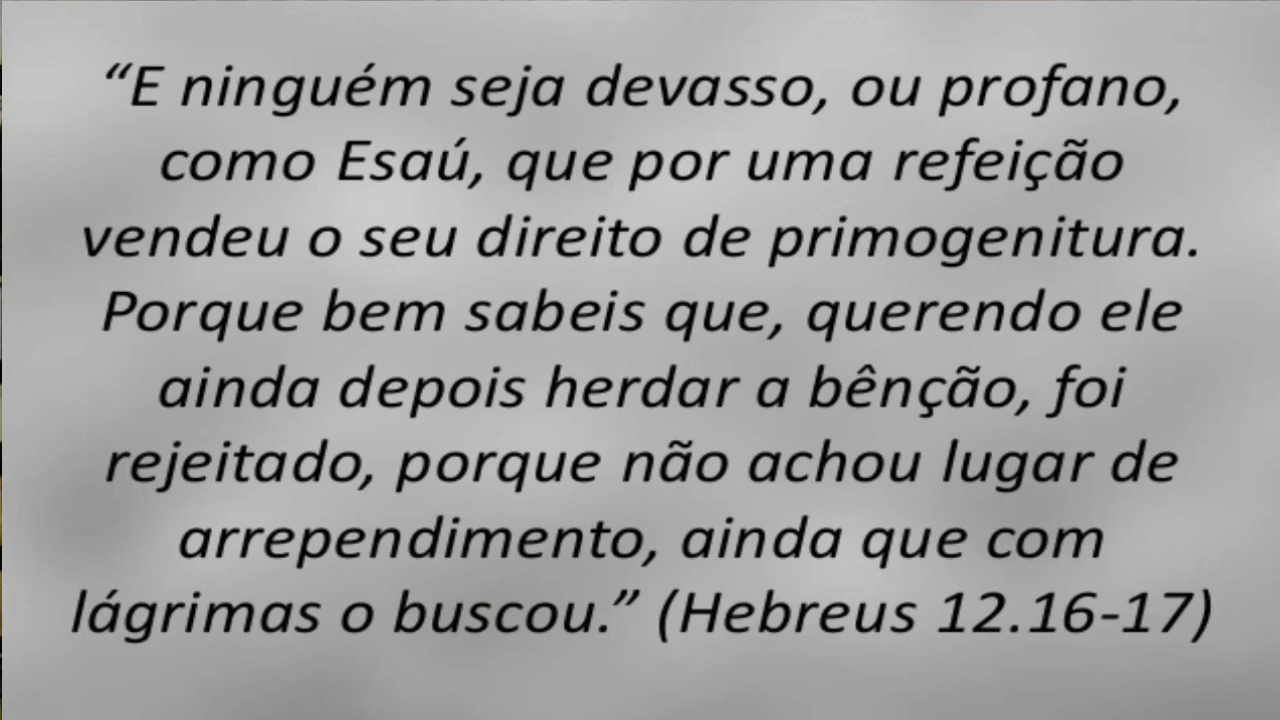 “E ninguém seja devasso, ou profano,
como Esaú, que por uma refeição
vendeu o seu direito de primogenitura.
Porque bem sabeis que, querendo ele
ainda depois herdar a bênção, foi
rejeitado, porque não achou lugar de
arrependimento, ainda que com
lágrimas o buscou.” (Hebreus 12.16-17)